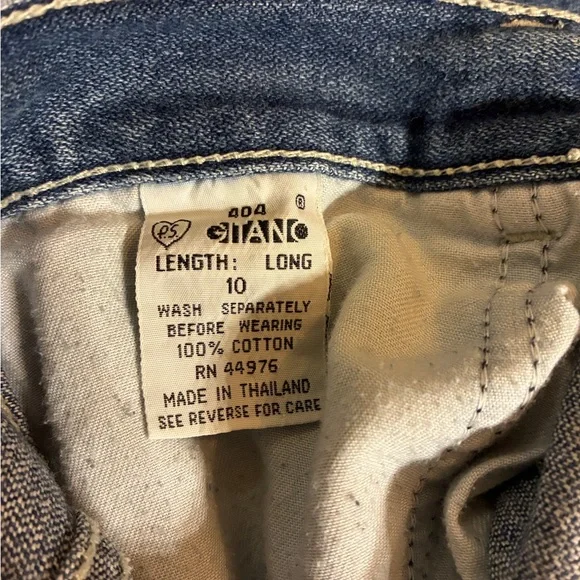 404 ®
P.S. GITANO
LENGTH: LONG
10
WASH SEPARATELY
BEFORE WEARING
100% COTTON
RN 44976
MADE IN THAILAND
SEE REVERSE FOR CARE